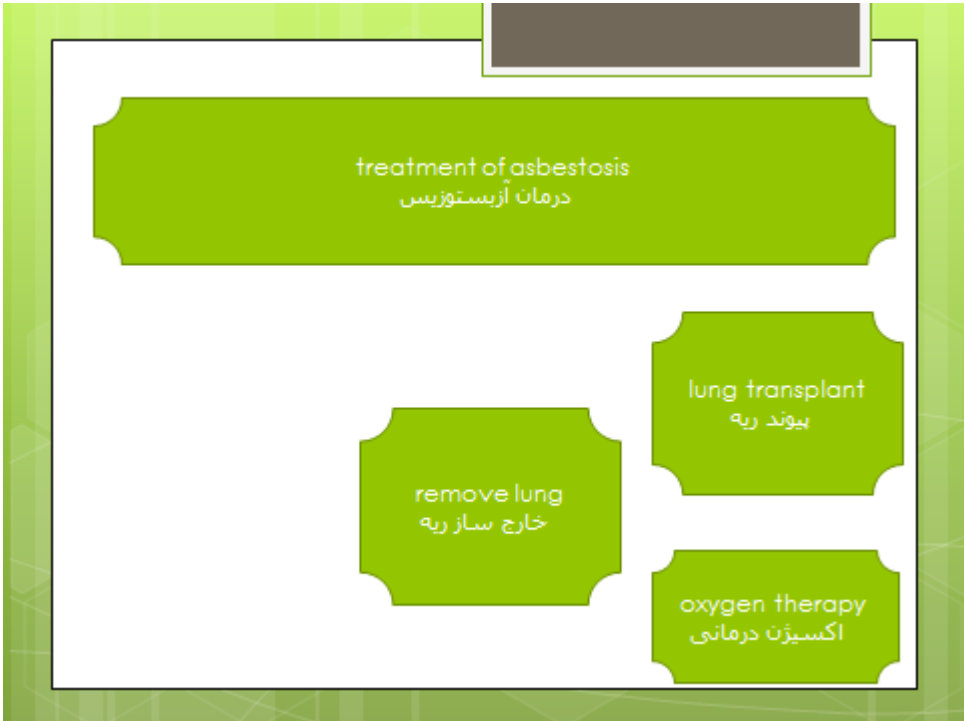 treatment of asbestosis
درمان آزبستوزیس
lung transplant
پیوند ریه
remove lung
خارج ساز ریه
oxygen therapy
اکسیژن درمانی